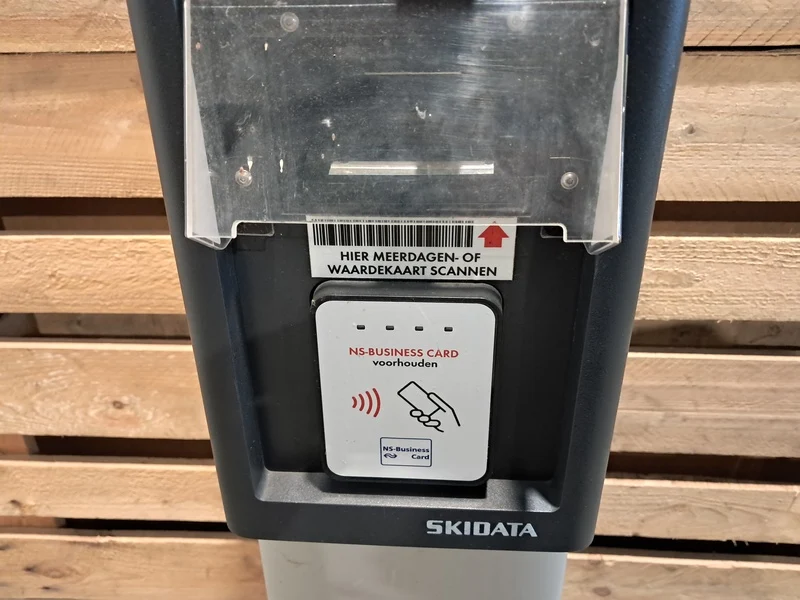 HIER MEERDAGEN- OF
WAARDEKAART SCANNEN
NS-BUSINESS CARD
voorhouden
NS-Business
Card
SKIDATA